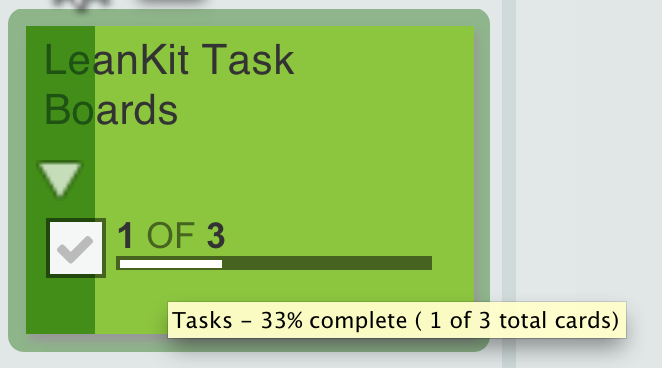 LeanKit Task
Boards
1 OF 3
Tasks – 33% complete ( 1 of 3 total cards)